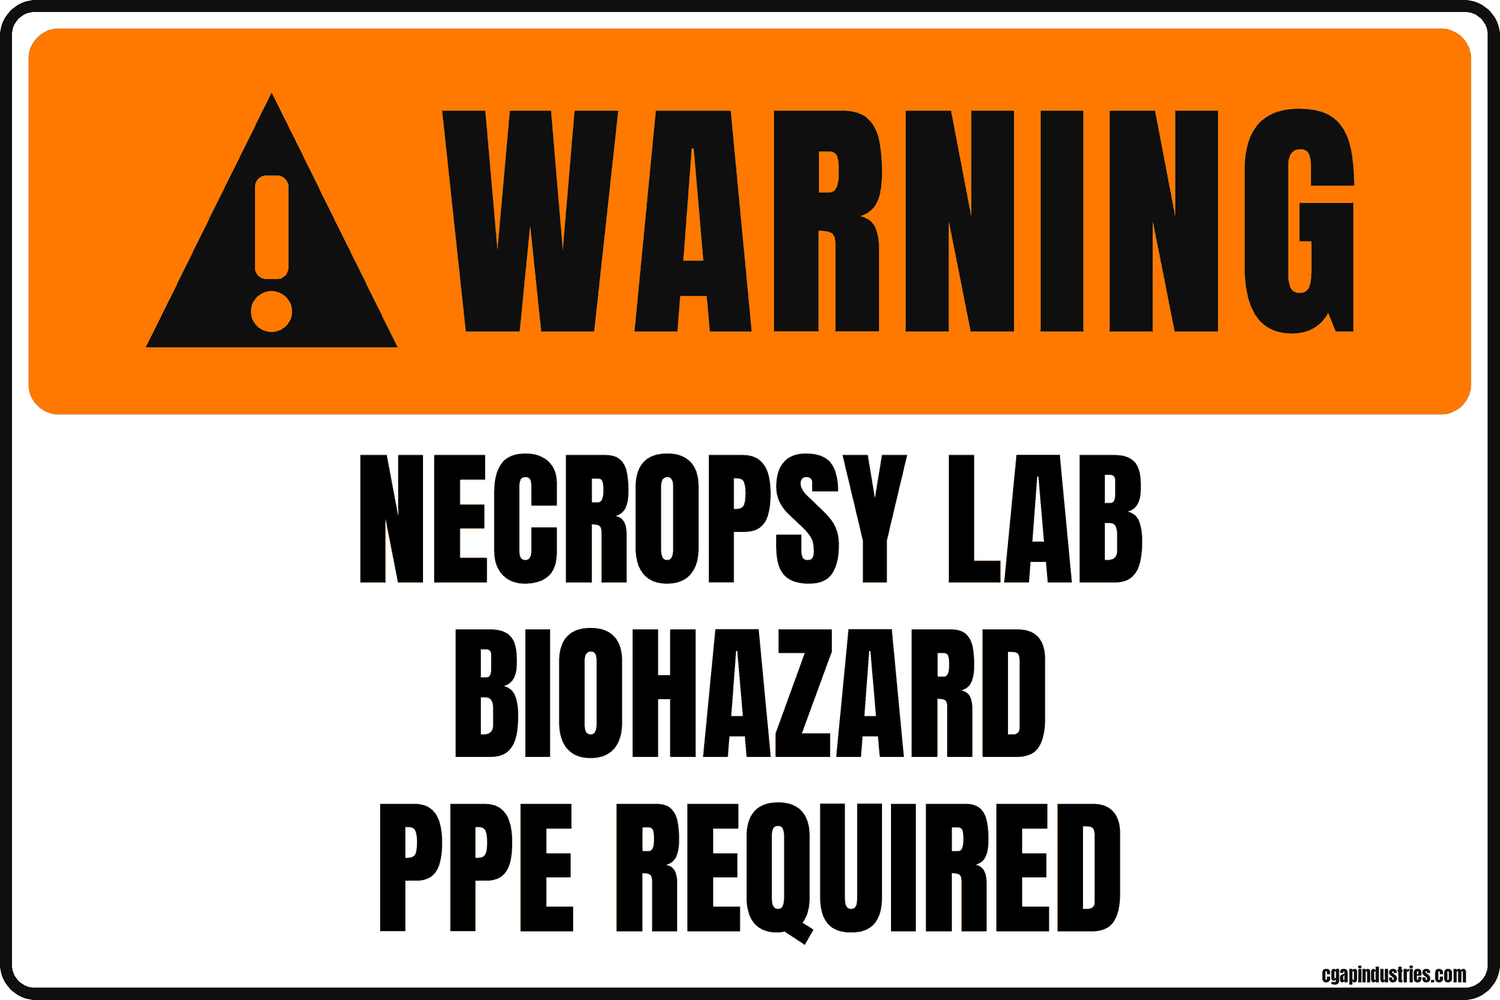 WARNING
NECROPSY LAB
BIOHAZARD
PPE REQUIRED
cgapindustries.com